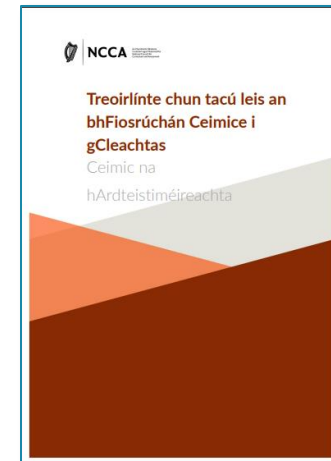 NCCA
Treoirlínte chun tacú leis an
bhFiosrúchán Ceimice i
gCleachtas
Ceimic na
hArdteistiméireachta